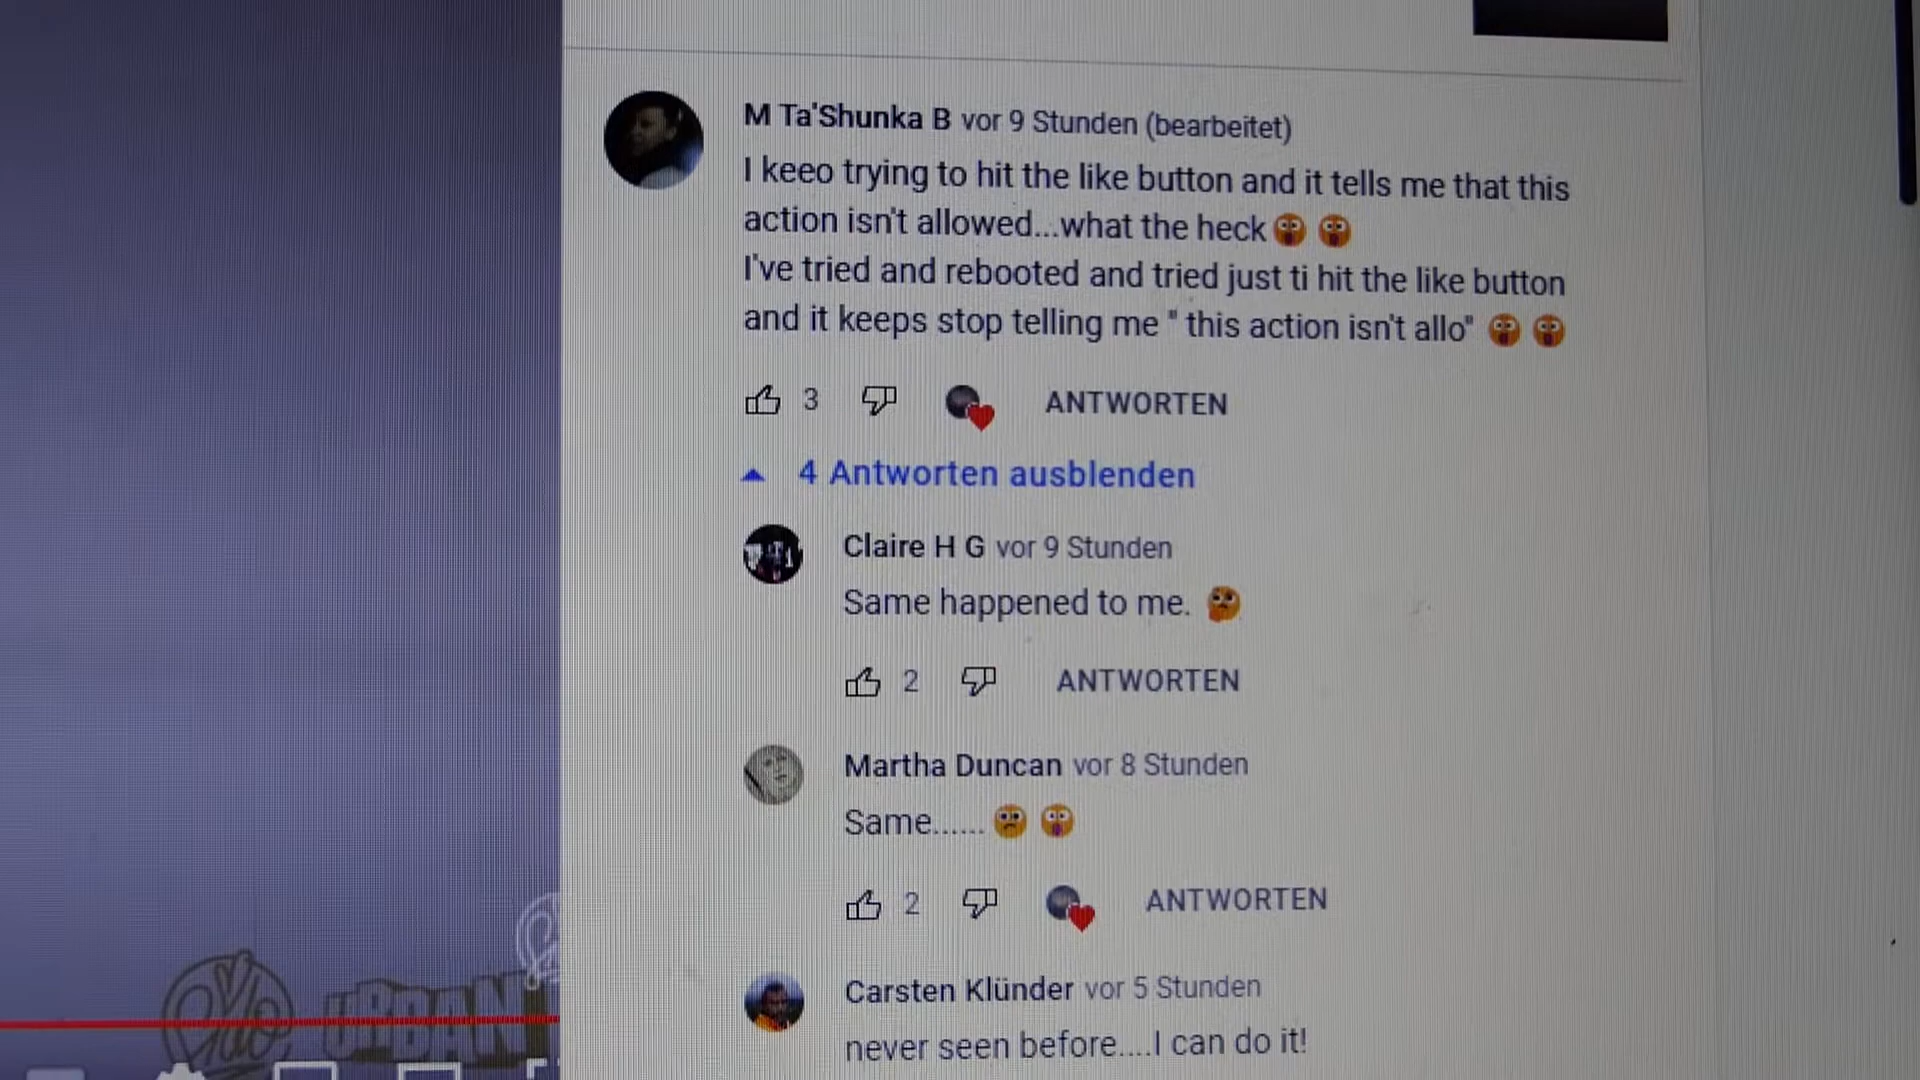 M Ta'Shunka B vor 9 Stunden (bearbeitet)
I keeo trying to hit the like button and it tells me that this
action isn't allowed...what the heck😱 😱
I've tried and rebooted and tried just ti hit the like button
and it keeps stop telling me " this action isn't allo" 😱 😱
3 ANTWORTEN
4 Antworten ausblenden
Claire H G vor 9 Stunden
Same happened to me. 🤔
2 ANTWORTEN
Martha Duncan vor 8 Stunden
Same...... 😟 😱
2 ANTWORTEN
Carsten Klünder vor 5 Stunden
never seen before....I can do it!
URBAN